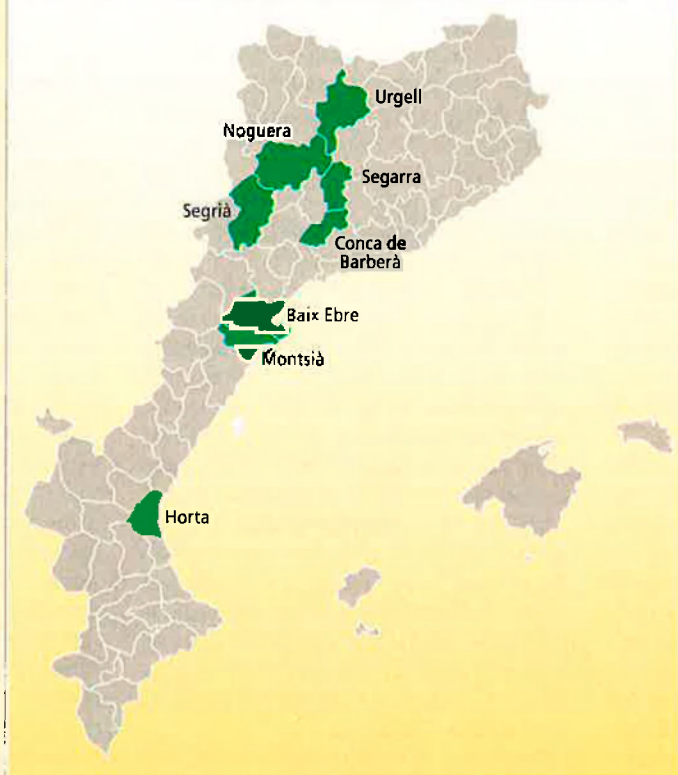 Urgell
Noguera
Segarra
Segrià
Conca de
Barberà
Baix Ebre
Montsià
Horta